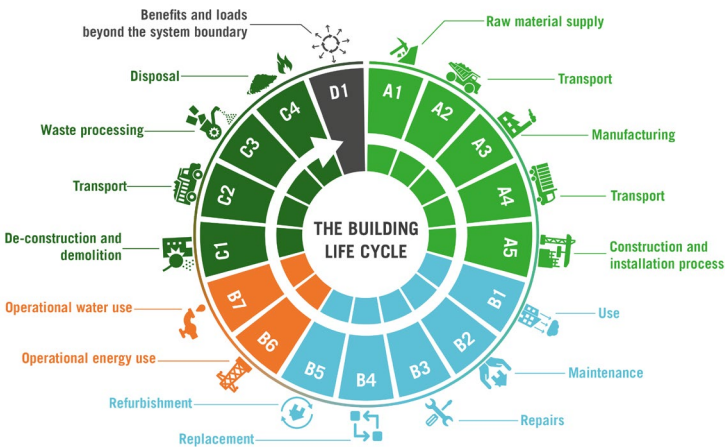 Benefits and loads
beyond the system boundary
Raw material supply
Transport
Manufacturing
Transport
Construction and
installation process
Use
Maintenance
Repairs
Replacement
Refurbishment
Operational energy use
Operational water use
De-construction and
demolition
Transport
Waste processing
Disposal
D1
A1
A2
A3
A4
A5
B1
B2
B3
B4
B5
B6
B7
C1
C2
C3
C4
THE BUILDING
LIFE CYCLE